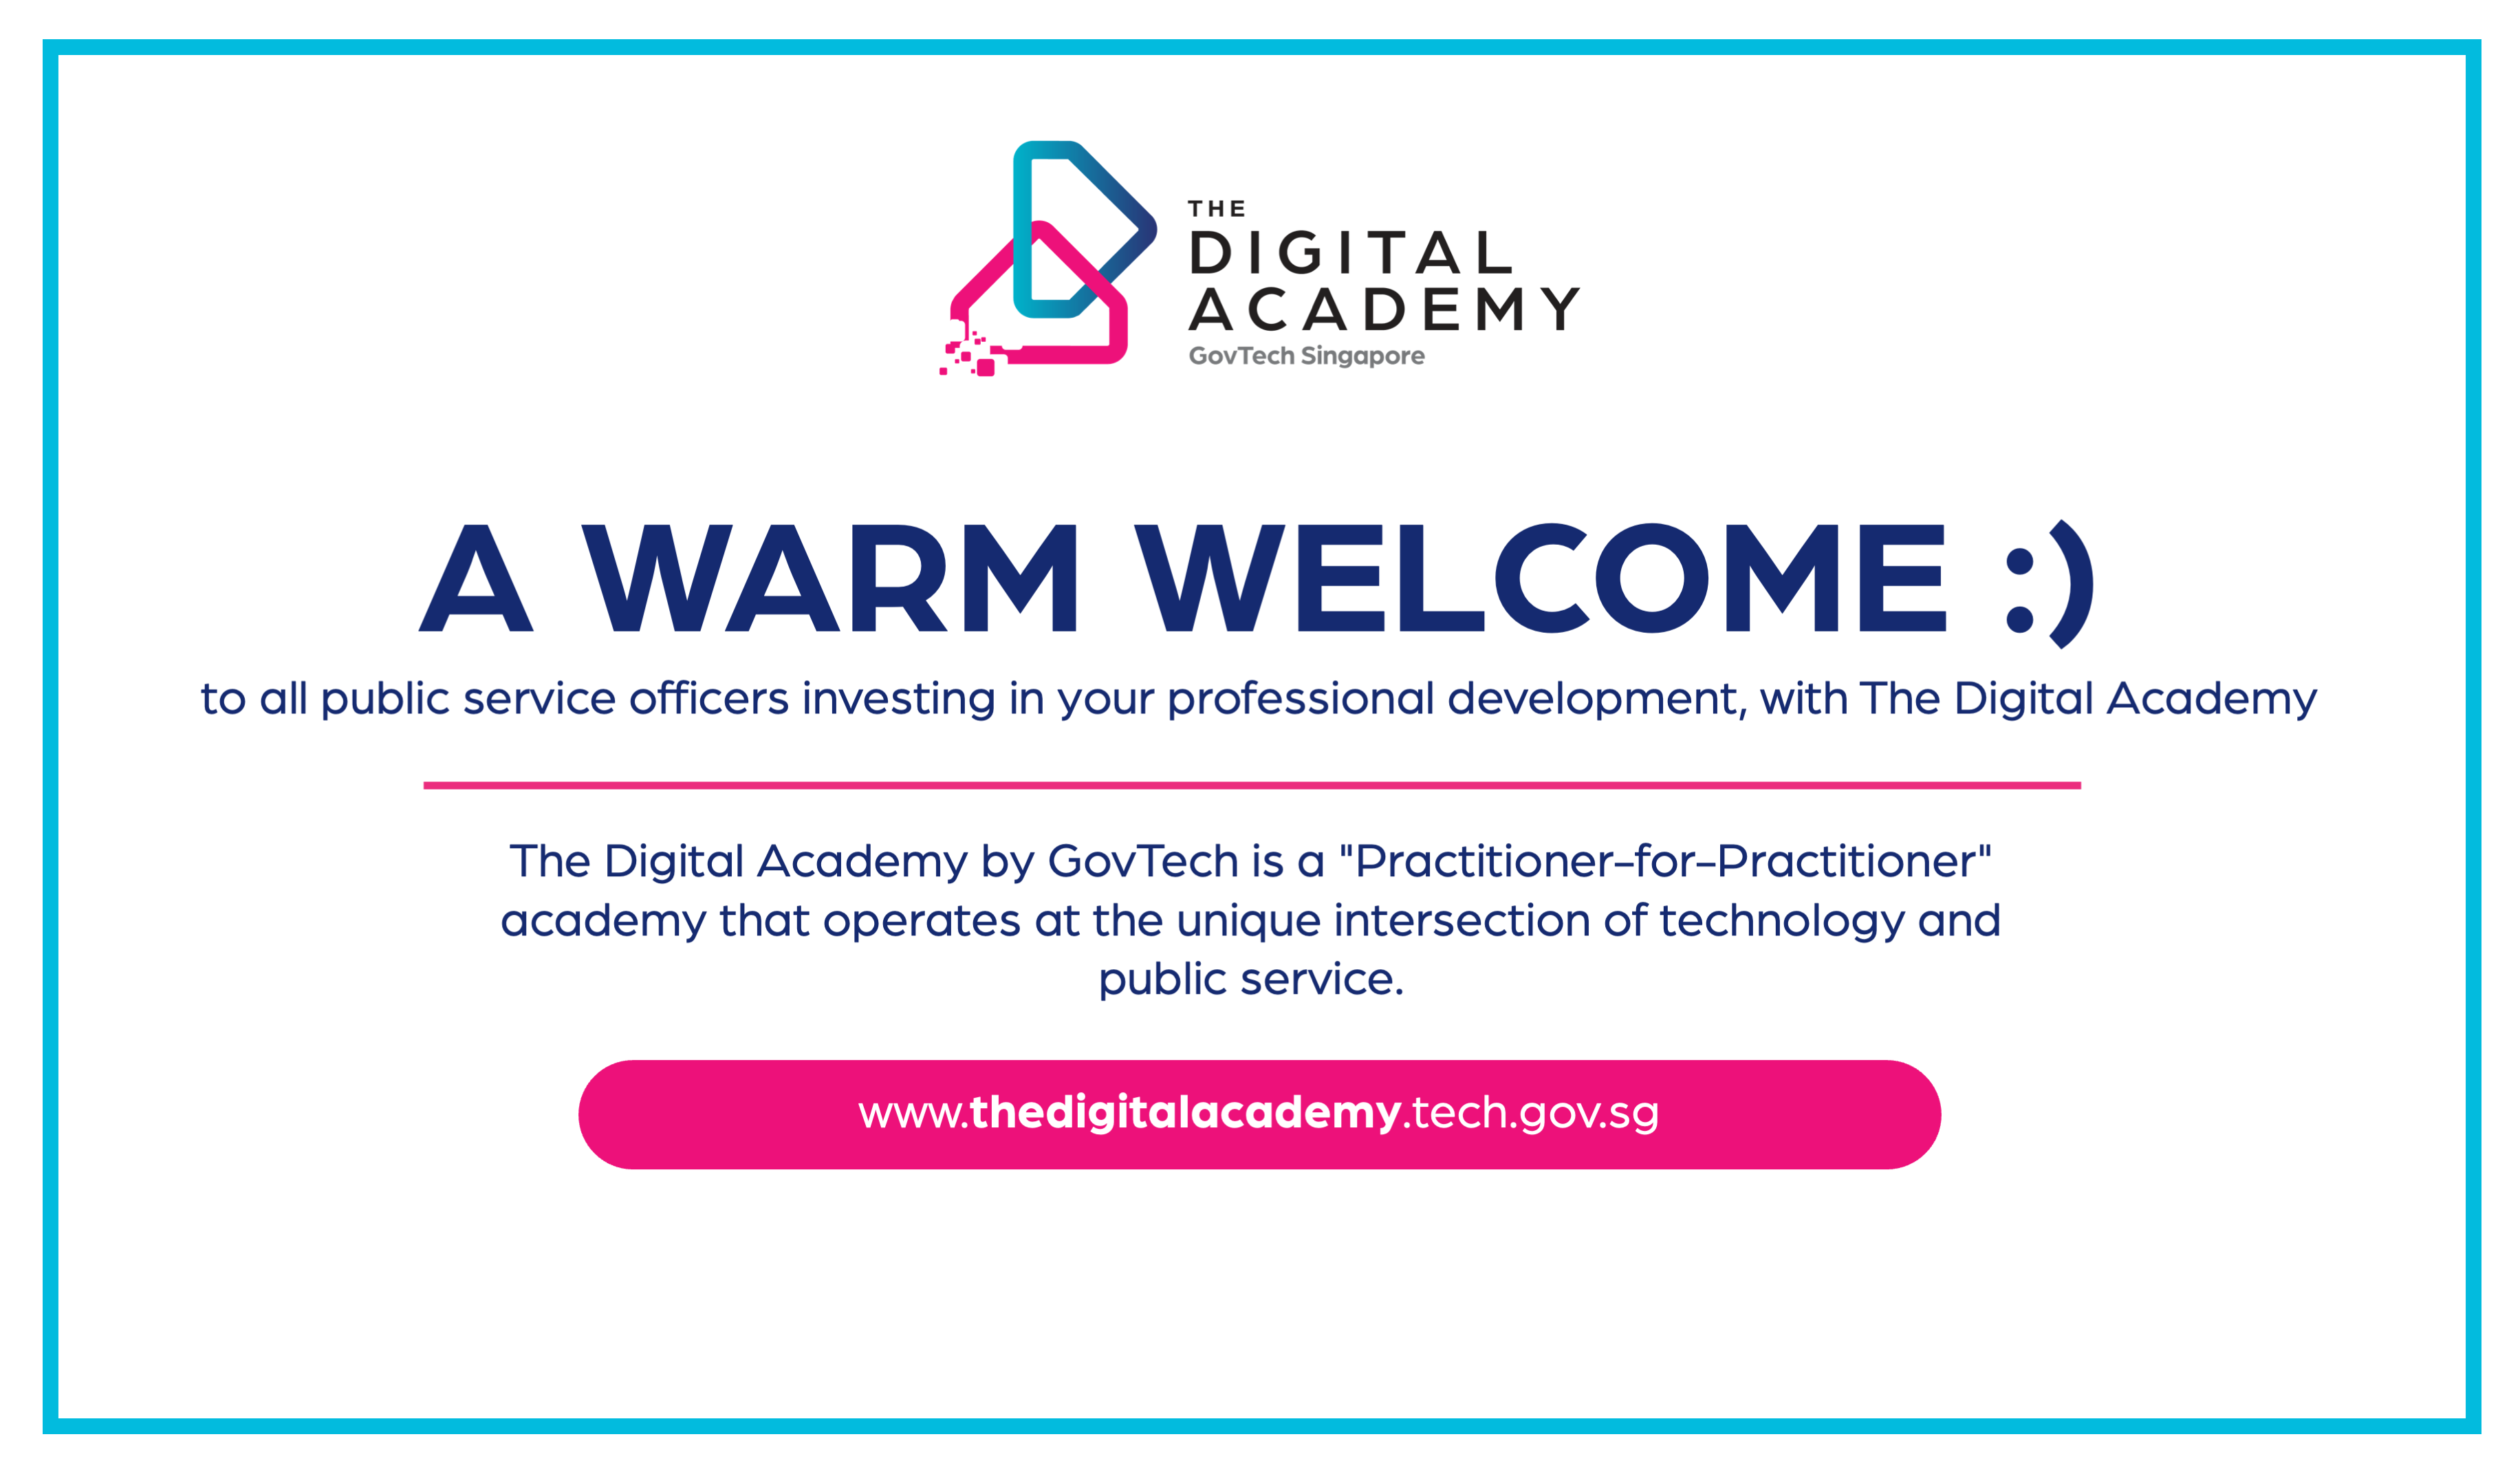 THE
DIGITAL
ACADEMY
GovTech Singapore
A WARM WELCOME :)
to all public service officers investing in your professional development, with The Digital Academy
The Digital Academy by GovTech is a "Practitioner-for-Practitioner"
academy that operates at the unique intersection of technology and
public service.
www.thedigitalacademy.tech.gov.sg